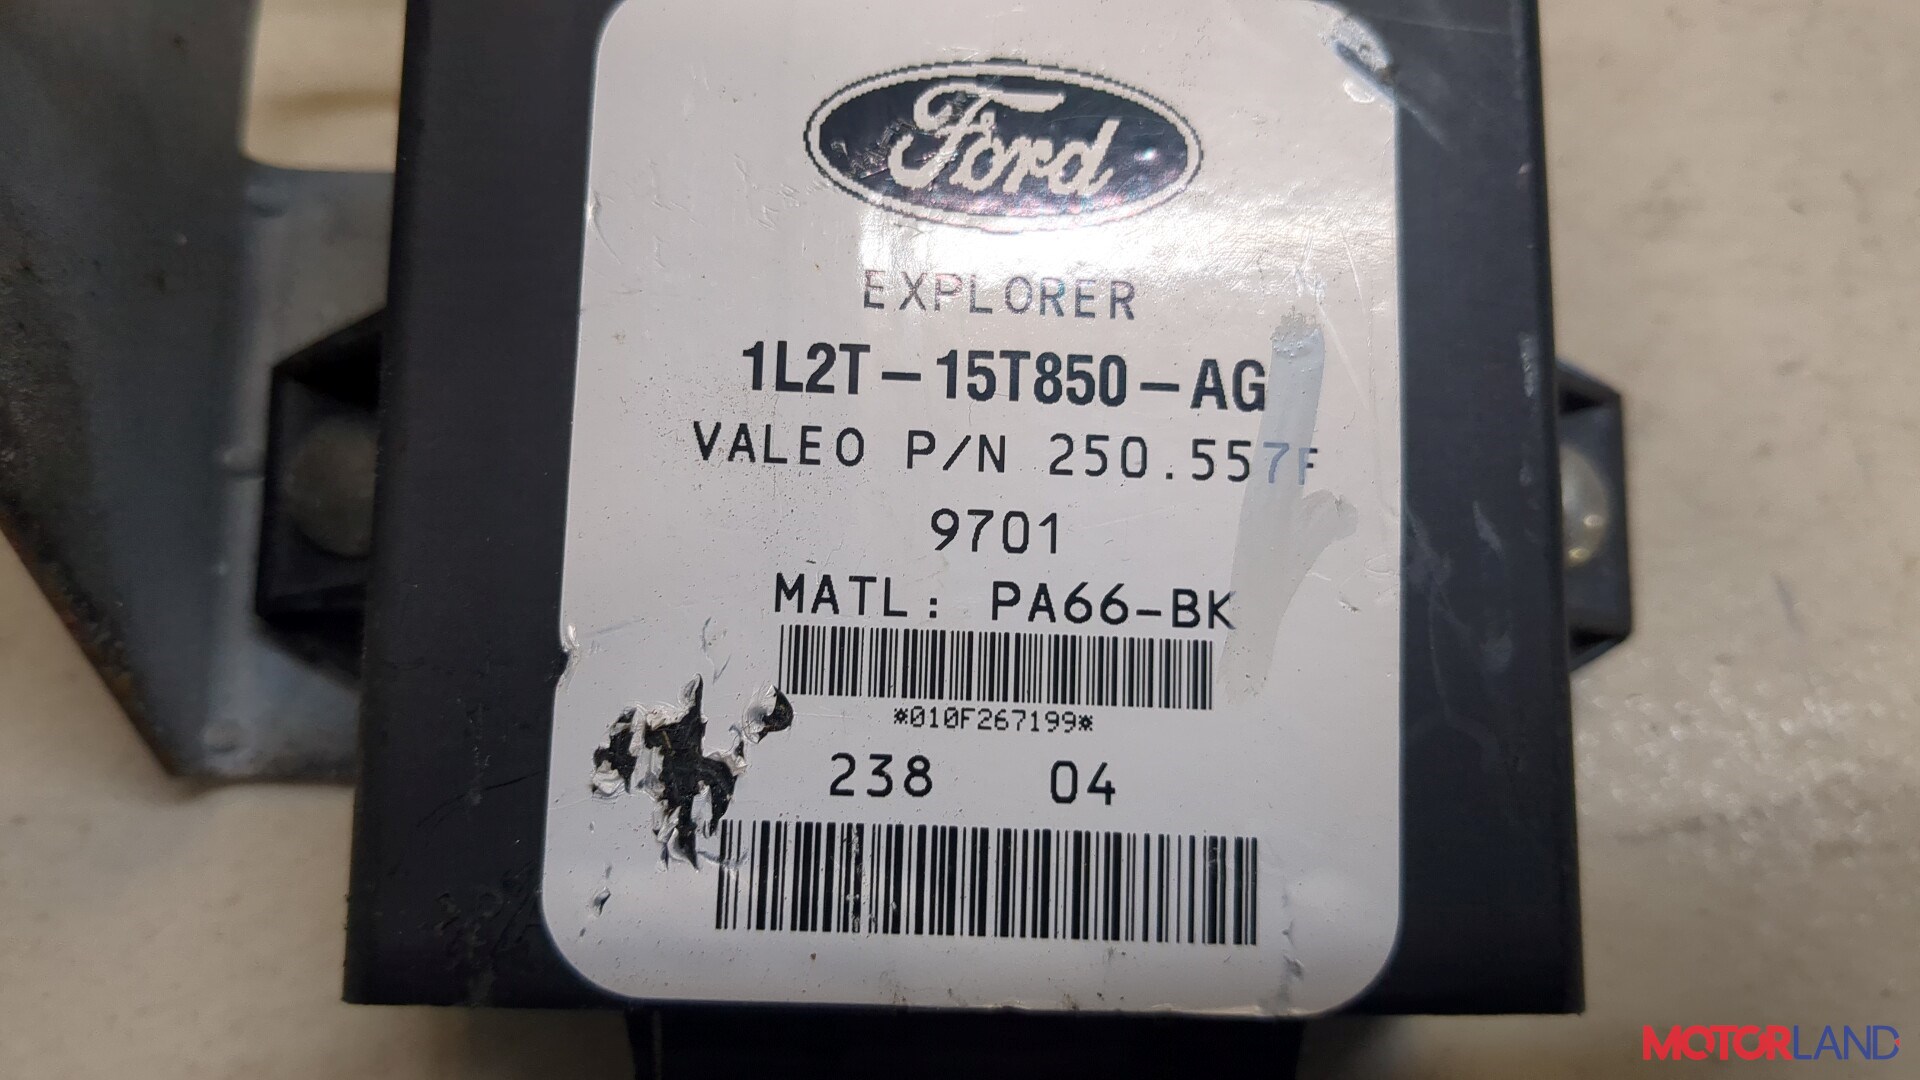 Ford
EXPLORER
1L2T-15T850-AG
VALEO P/N 250.557F
9701
MATL: PA66-BK
*010F267199*
238 04
MOTORLAND